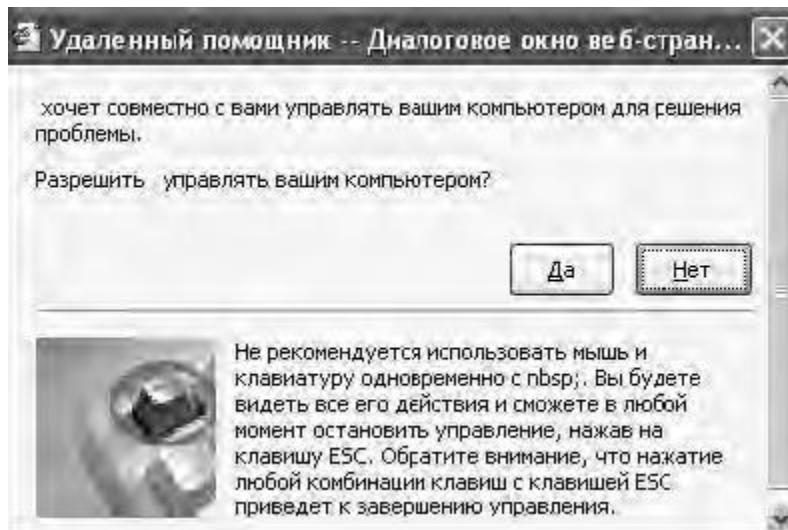 Удаленный помощник -- Диалоговое окно веб-стран...
хочет совместно с вами управлять вашим компьютером для решения
проблемы.
Разрешить управлять вашим компьютером?
Да Нет
Не рекомендуется использовать мышь и
клавиатуру одновременно с nbsp;. Вы будете
видеть все его действия и сможете в любой
момент остановить управление, нажав на
клавишу ESC. Обратите внимание, что нажатие
любой комбинации клавиш с клавишей ESC
приведет к завершению управления.